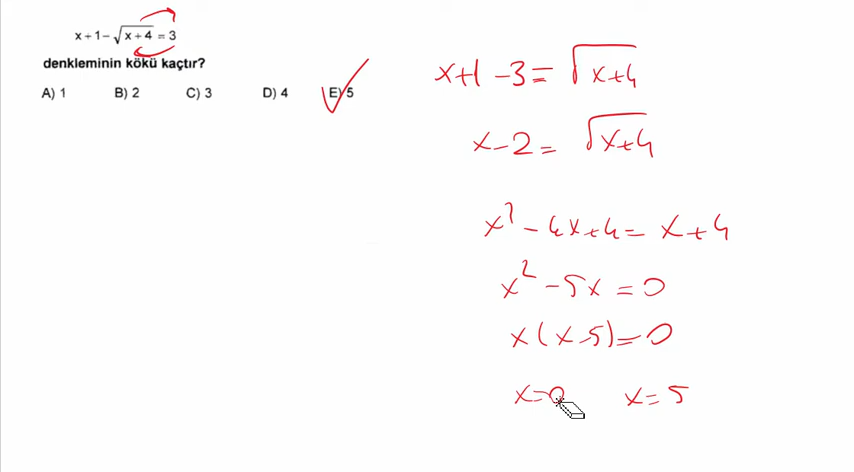 x + 1 – √x + 4 = 3
denkleminin kökü kaçtır?
A) 1 B) 2 C) 3 D) 4 E) 5
x+1 -3 = √x+4
x-2 = √x+4
x² - 4x+4 = x+4
x² - 5x = 0
x(x-5)=0
x=0 x=5